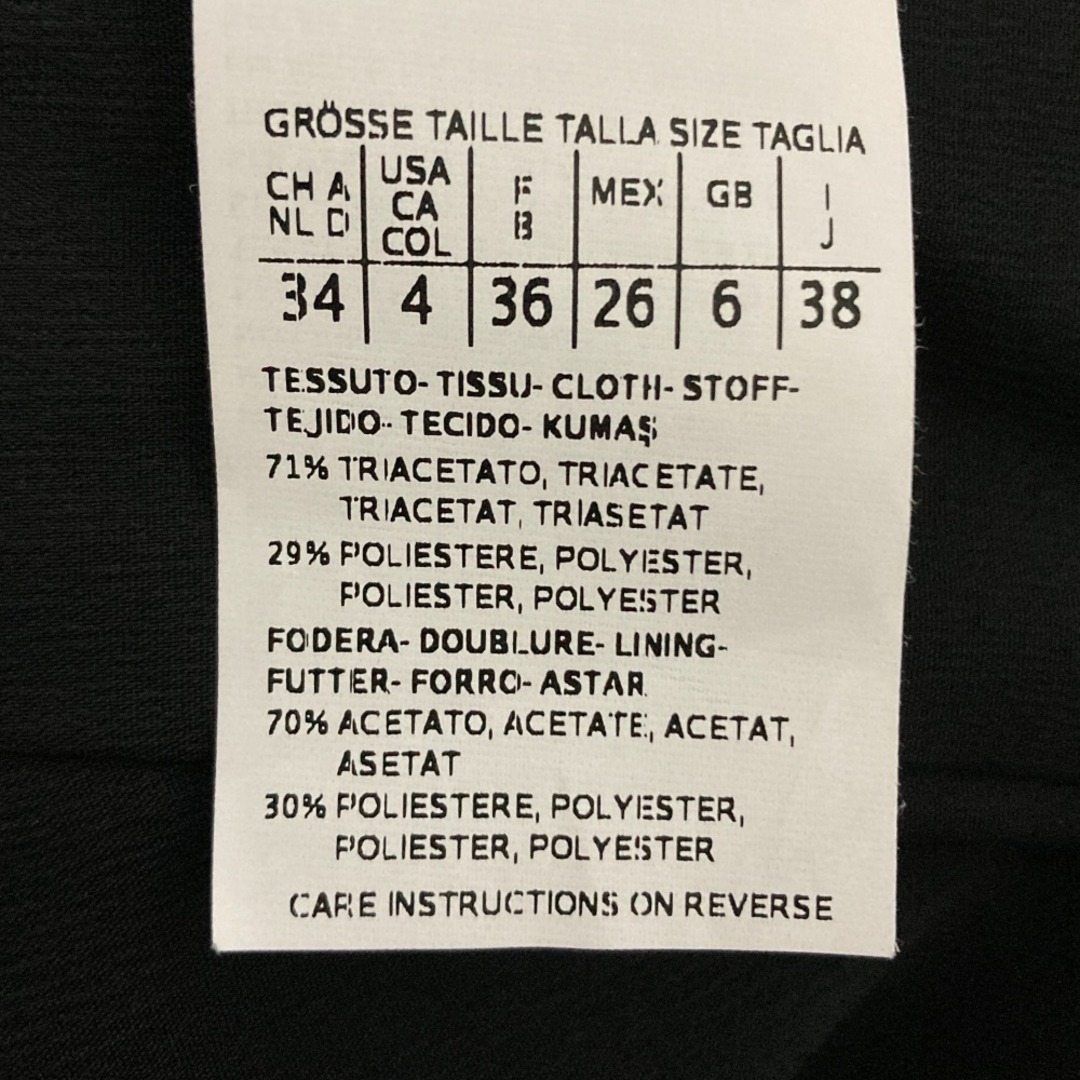 GRÖSSE TAILLE TALLA SIZE TAGLIA
CH A NL D | USA CA COL | F B | MEX | GB | I J
34 | 4 | 36 | 26 | 6 | 38
TESSUTO- TISSU- CLOTH- STOFF-
TEJIDO- TECIDO- KUMAŞ
71% TRIACETATO, TRIACETATE,
TRIACETAT, TRIASETAT
29% POLIESTERE, POLYESTER,
POLIESTER, POLYESTER
FODERA- DOUBLURE- LINING-
FUTTER- FORRO- ASTAR
70% ACETATO, ACETATE, ACETAT,
ASETAT
30% POLIESTERE, POLYESTER,
POLIESTER, POLYESTER
CARE INSTRUCTIONS ON REVERSE